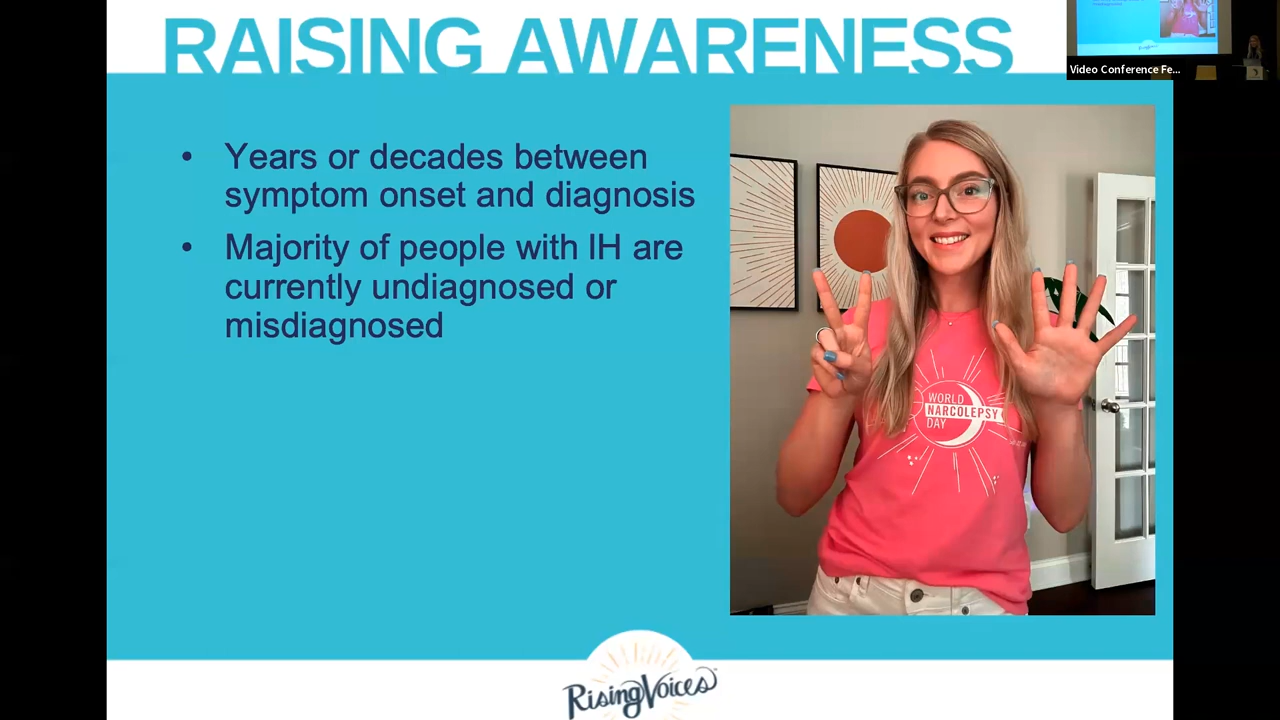 RAISING AWARENESS
Video Conference Fe...
• Years or decades between
symptom onset and diagnosis
• Majority of people with IH are
currently undiagnosed or
misdiagnosed
WORLD
NARCOLEPSY
DAY
RisingVoices